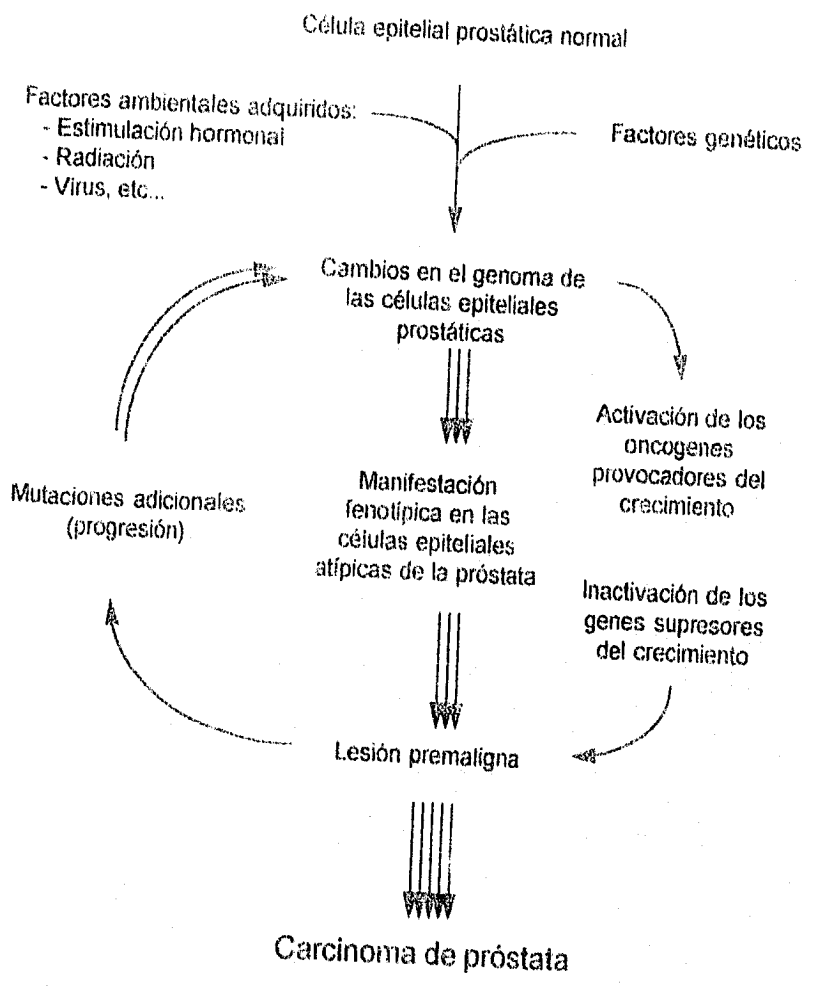 Célula epitelial prostática normal
Factores ambientales adquiridos:
- Estimulación hormonal
- Radiación
- Virus, etc...
Factores genéticos
Cambios en el genoma de
las células epiteliales
prostáticas
Activación de los
oncogenes
provocadores del
crecimiento
Mutaciones adicionales
(progresión)
Manifestación
fenotípica en las
células epiteliales
atípicas de la próstata
Inactivación de los
genes supresores
del crecimiento
Lesión premaligna
Carcinoma de próstata